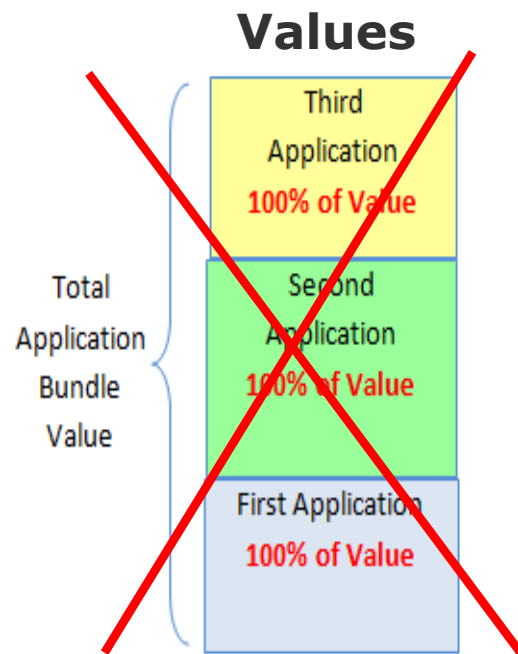 Values
Third
Application
100% of Value
Second
Application
100% of Value
First Application
100% of Value
Total
Application
Bundle
Value